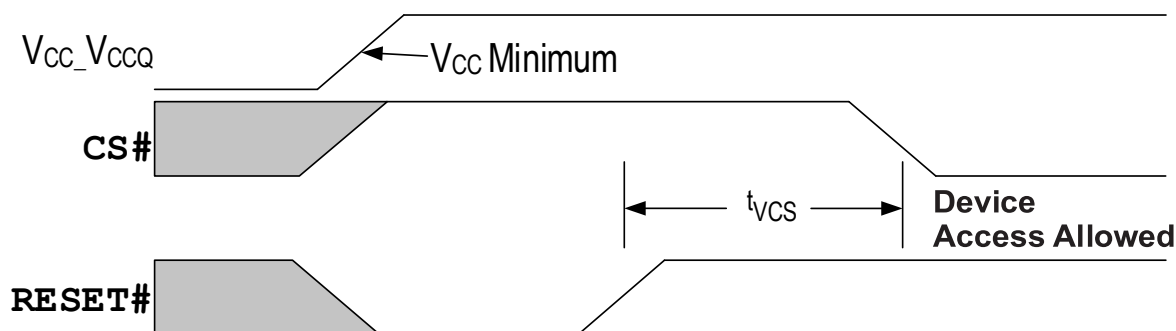 VCC_VCCQ
VCC Minimum
CS#
tVCS
Device
Access Allowed
RESET#